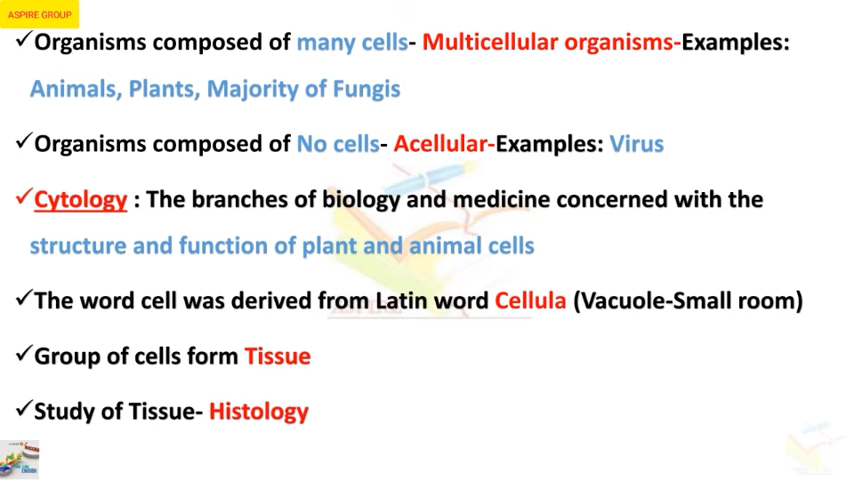 ASPIRE GROUP
✓Organisms composed of many cells- Multicellular organisms-Examples:
Animals, Plants, Majority of Fungis
✓Organisms composed of No cells- Acellular-Examples: Virus
✓Cytology : The branches of biology and medicine concerned with the
structure and function of plant and animal cells
✓The word cell was derived from Latin word Cellula (Vacuole-Small room)
✓Group of cells form Tissue
✓Study of Tissue- Histology